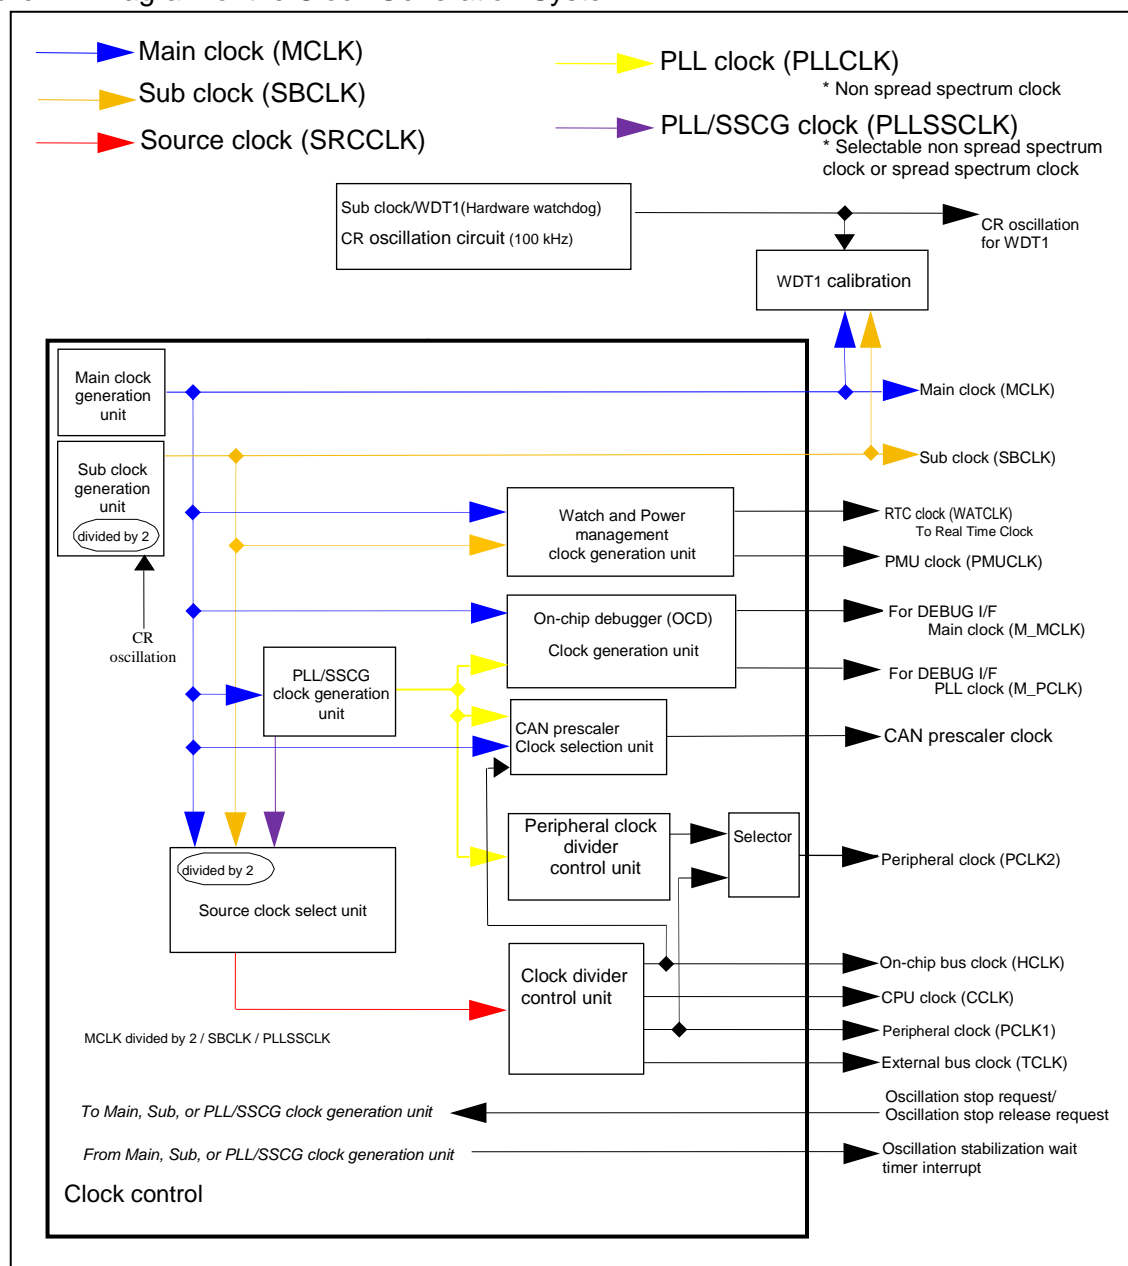 Diagram of the Clock Generation System
Main clock (MCLK)
Sub clock (SBCLK)
Source clock (SRCCLK)
PLL clock (PLLCLK)
* Non spread spectrum clock
PLL/SSCG clock (PLLSSCLK)
* Selectable non spread spectrum
clock or spread spectrum clock
Sub clock/WDT1(Hardware watchdog)
CR oscillation circuit (100 kHz)
CR oscillation
for WDT1
WDT1 calibration
Main clock
generation
unit
Main clock (MCLK)
Sub clock
generation
unit
divided by 2
Sub clock (SBCLK)
CR
oscillation
Watch and Power
management
clock generation unit
RTC clock (WATCLK)
To Real Time Clock
PMU clock (PMUCLK)
On-chip debugger (OCD)
Clock generation unit
For DEBUG I/F
Main clock (M_MCLK)
For DEBUG I/F
PLL clock (M_PCLK)
PLL/SSCG
clock generation
unit
CAN prescaler
Clock selection unit
CAN prescaler clock
Peripheral clock
divider
control unit
Selector
Peripheral clock (PCLK2)
divided by 2
Source clock select unit
Clock divider
control unit
On-chip bus clock (HCLK)
CPU clock (CCLK)
Peripheral clock (PCLK1)
External bus clock (TCLK)
MCLK divided by 2 / SBCLK / PLLSSCLK
To Main, Sub, or PLL/SSCG clock generation unit
Oscillation stop request/
Oscillation stop release request
From Main, Sub, or PLL/SSCG clock generation unit
Oscillation stabilization wait
timer interrupt
Clock control